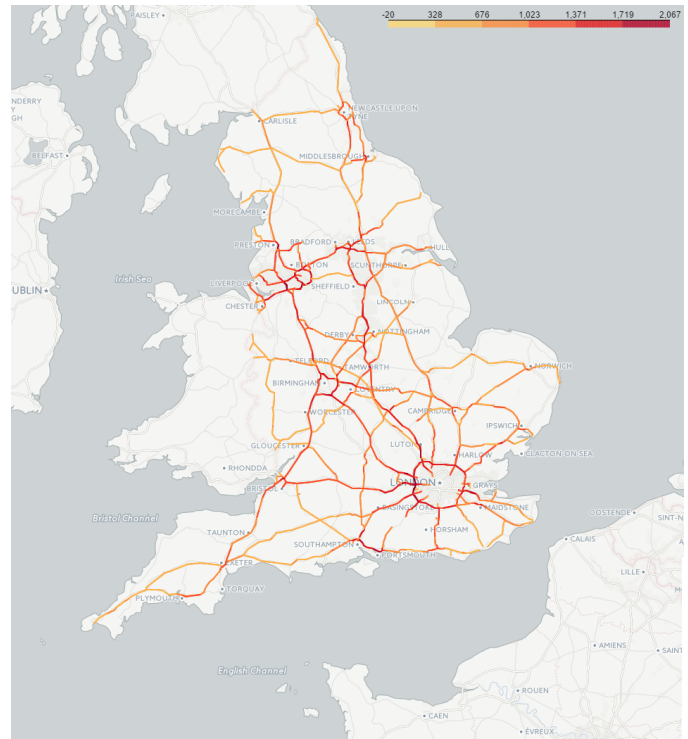 -20 328 676 1,023 1,371 1,719 2,067
PAISLEY
NEWCASTLE UPON
TYNE
CARLISLE
BELFAST
MIDDLESBROUGH
MORECAMBE
PRESTON
BRADFORD
LEEDS
HULL
BOLTON
SCUNTHORPE
Irish Sea
LIVERPOOL
SHEFFIELD
CHESTER
LINCOLN
DERBY
NOTTINGHAM
TELFORD
TAMWORTH
NORWICH
BIRMINGHAM
COVENTRY
WORCESTER
CAMBRIDGE
IPSWICH
GLOUCESTER
LUTON
HARLOW
CLACTON-ON-SEA
RHONDDA
LONDON
GRAYS
BRISTOL
BASINGSTOKE
MAIDSTONE
Bristol Channel
OOSTENDE
SINT-N
TAUNTON
HORSHAM
CALAIS
SOUTHAMPTON
PORTSMOUTH
EXETER
LILLE
TORQUAY
PLYMOUTH
AMIENS
SAINT
English Channel
ROUEN
CAEN
ÉVREUX